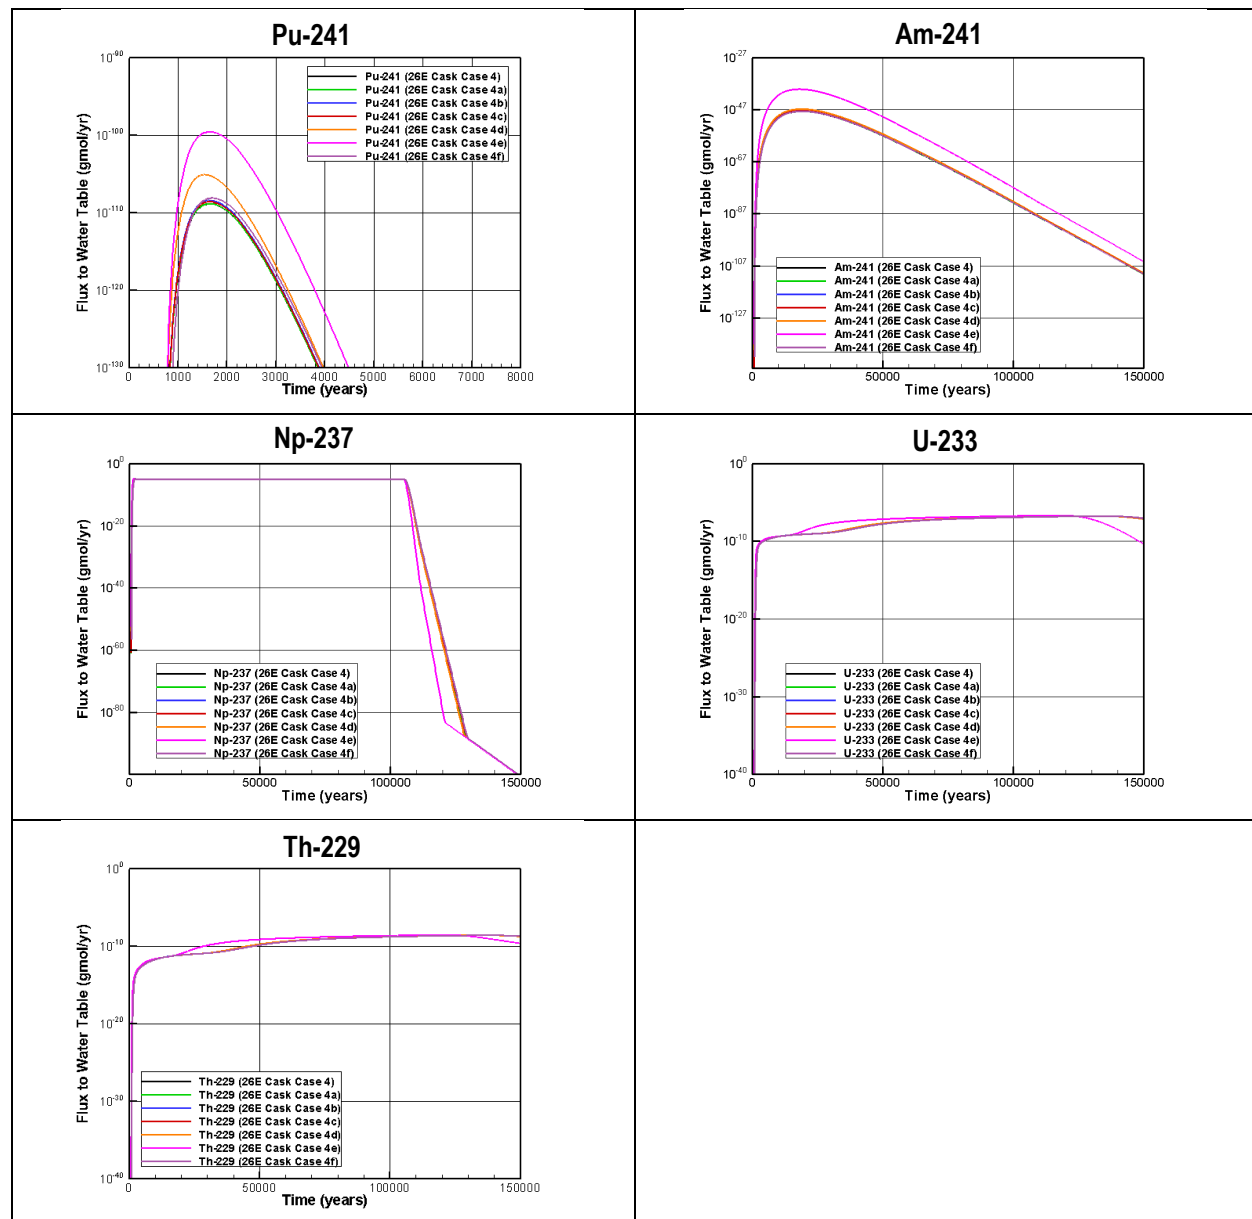 Pu-241
Flux to Water Table (gmol/yr)
10^-90
10^-100
10^-110
10^-120
10^-130
Pu-241 (26E Cask Case 4)
Pu-241 (26E Cask Case 4a)
Pu-241 (26E Cask Case 4b)
Pu-241 (26E Cask Case 4c)
Pu-241 (26E Cask Case 4d)
Pu-241 (26E Cask Case 4e)
Pu-241 (26E Cask Case 4f)
0 1000 2000 3000 4000 5000 6000 7000 8000
Time (years)
Am-241
Flux to Water Table (gmol/yr)
10^-27
10^-47
10^-67
10^-87
10^-107
10^-127
Am-241 (26E Cask Case 4)
Am-241 (26E Cask Case 4a)
Am-241 (26E Cask Case 4b)
Am-241 (26E Cask Case 4c)
Am-241 (26E Cask Case 4d)
Am-241 (26E Cask Case 4e)
Am-241 (26E Cask Case 4f)
0 50000 100000 150000
Time (years)
Np-237
Flux to Water Table (gmol/yr)
10^0
10^-20
10^-40
10^-60
10^-80
Np-237 (26E Cask Case 4)
Np-237 (26E Cask Case 4a)
Np-237 (26E Cask Case 4b)
Np-237 (26E Cask Case 4c)
Np-237 (26E Cask Case 4d)
Np-237 (26E Cask Case 4e)
Np-237 (26E Cask Case 4f)
0 50000 100000 150000
Time (years)
U-233
Flux to Water Table (gmol/yr)
10^0
10^-10
10^-20
10^-30
10^-40
U-233 (26E Cask Case 4)
U-233 (26E Cask Case 4a)
U-233 (26E Cask Case 4b)
U-233 (26E Cask Case 4c)
U-233 (26E Cask Case 4d)
U-233 (26E Cask Case 4e)
U-233 (26E Cask Case 4f)
0 50000 100000 150000
Time (years)
Th-229
Flux to Water Table (gmol/yr)
10^0
10^-10
10^-20
10^-30
10^-40
Th-229 (26E Cask Case 4)
Th-229 (26E Cask Case 4a)
Th-229 (26E Cask Case 4b)
Th-229 (26E Cask Case 4c)
Th-229 (26E Cask Case 4d)
Th-229 (26E Cask Case 4e)
Th-229 (26E Cask Case 4f)
0 50000 100000 150000
Time (years)